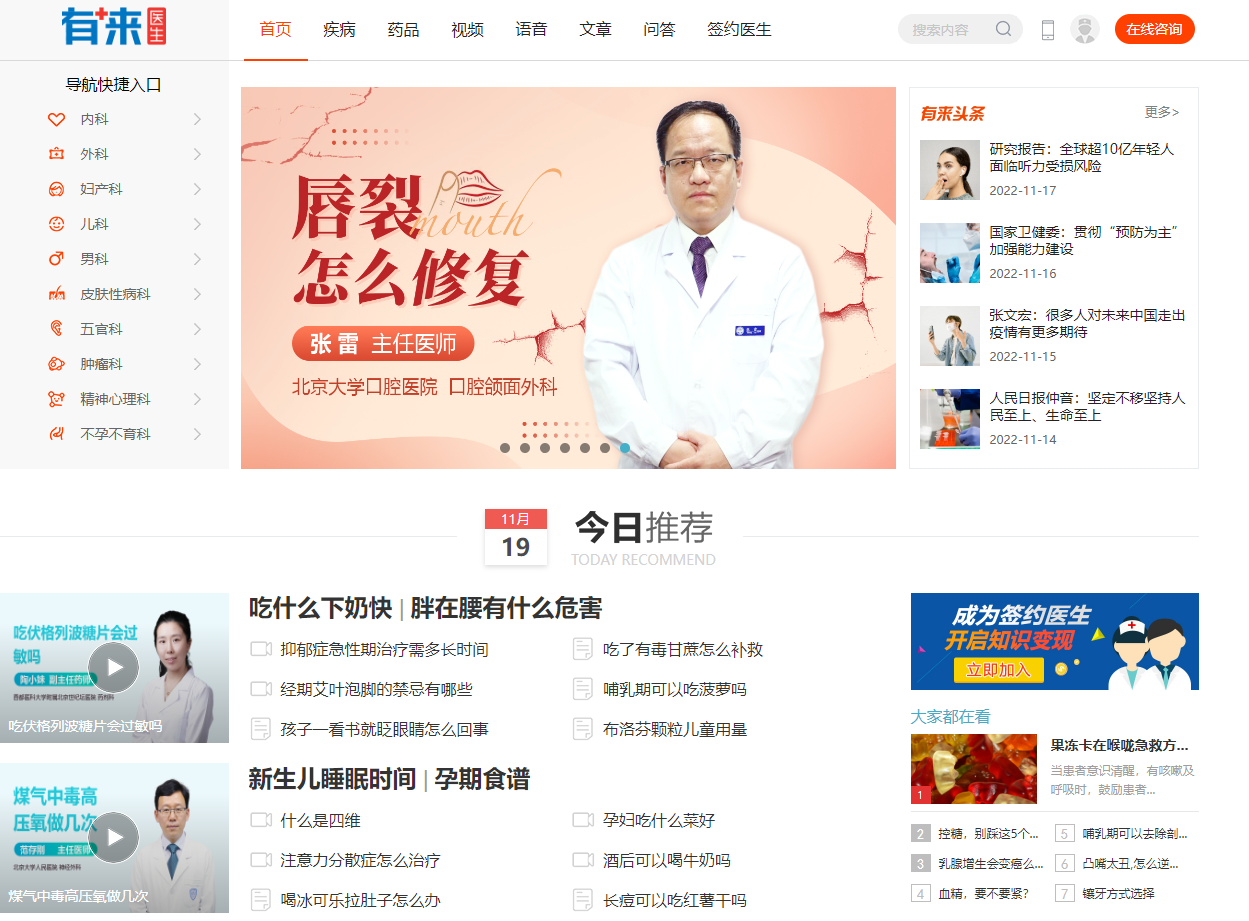 有来医生
首页 疾病 药品 视频 语音 文章 问答 签约医生
搜索内容
在线咨询
导航快捷入口
内科
外科
妇产科
儿科
男科
皮肤性病科
五官科
肿瘤科
精神心理科
不孕不育科
唇裂
mouth
怎么修复
张雷 主任医师
北京大学口腔医院 口腔颌面外科
有来头条 更多>
研究报告：全球超10亿年轻人
面临听力受损风险
2022-11-17
国家卫健委：贯彻“预防为主”
加强能力建设
2022-11-16
张文宏：很多人对未来中国走出
疫情有更多期待
2022-11-15
人民日报仲音：坚定不移坚持人
民至上、生命至上
2022-11-14
11月
19
今日推荐
TODAY RECOMMEND
吃伏格列波糖片会过
敏吗
陶小妹 副主任药师
首都医科大学附属北京世纪坛医院 药剂科
吃伏格列波糖片会过敏吗
煤气中毒高
压氧做几次
范存刚 主任医师
北京大学人民医院 神经外科
煤气中毒高压氧做几次
吃什么下奶快 | 胖在腰有什么危害
抑郁症急性期治疗需多长时间
吃了有毒甘蔗怎么补救
经期艾叶泡脚的禁忌有哪些
哺乳期可以吃菠萝吗
孩子一看书就眨眼睛怎么回事
布洛芬颗粒儿童用量
新生儿睡眠时间 | 孕期食谱
什么是四维
孕妇吃什么菜好
注意力分散症怎么治疗
酒后可以喝牛奶吗
喝冰可乐拉肚子怎么办
长痘可以吃红薯干吗
成为签约医生
开启知识变现
立即加入
大家都在看
1
果冻卡在喉咙急救方...
当患者意识清醒，有咳嗽及
呼吸时，鼓励患者...
2 控糖，别踩这5个...
5 哺乳期可以去除剖...
3 乳腺增生会变癌么...
6 凸嘴太丑,怎么逆...
4 血精，要不要紧?
7 镶牙方式选择